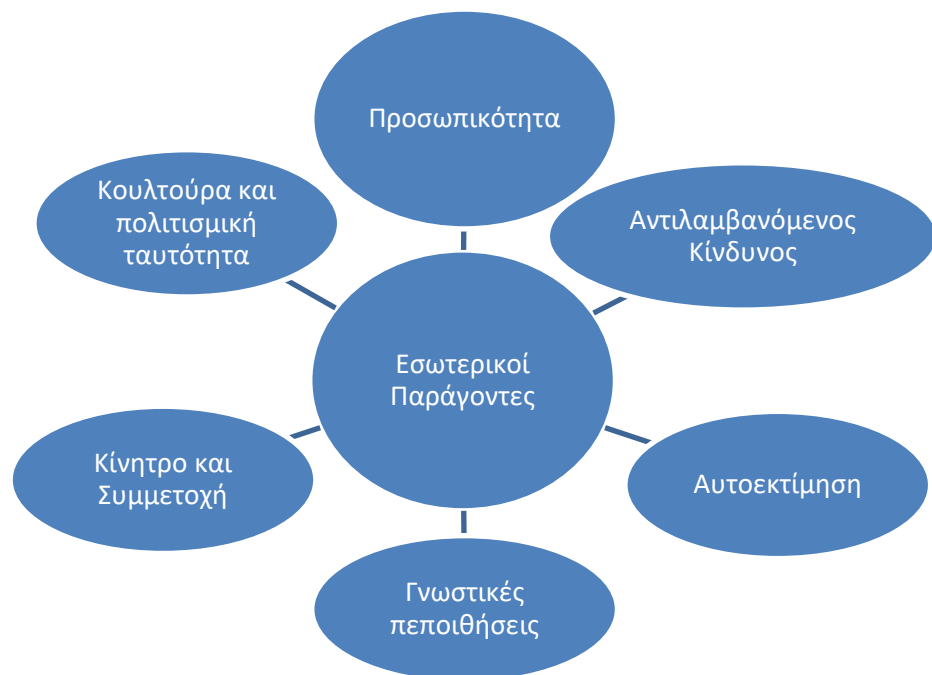 Προσωπικότητα
Κουλτούρα και
πολιτισμική
ταυτότητα
Αντιλαμβανόμενος
Κίνδυνος
Εσωτερικοί
Παράγοντες
Κίνητρο και
Συμμετοχή
Αυτοεκτίμηση
Γνωστικές
πεποιθήσεις